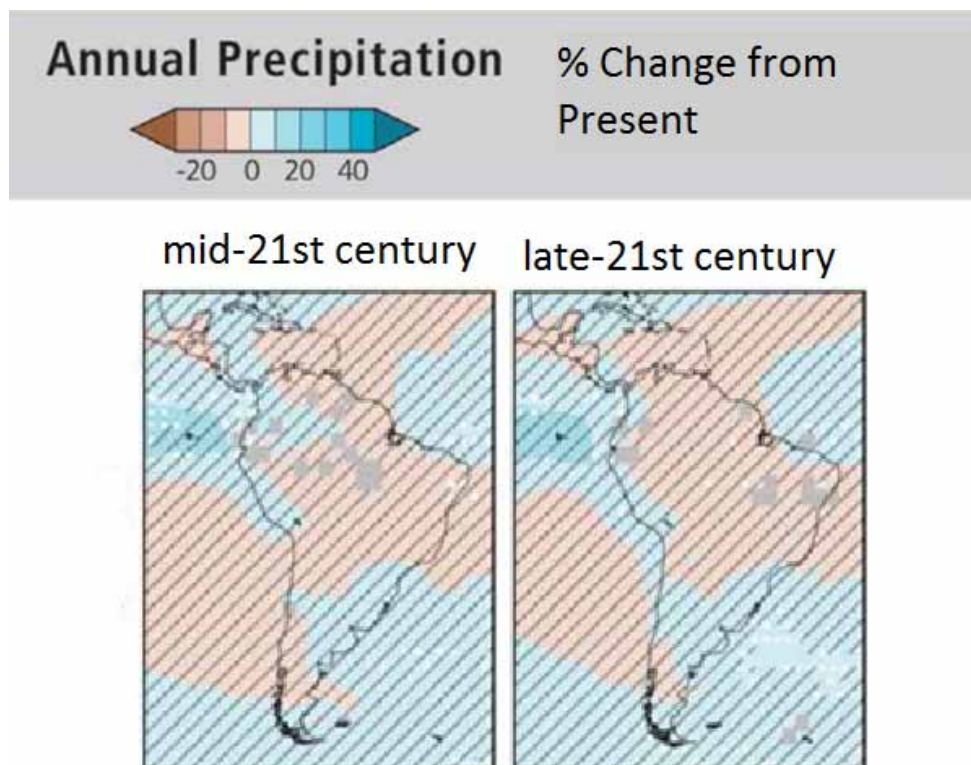 Annual Precipitation
% Change from
Present
-20 0 20 40
mid-21st century
late-21st century